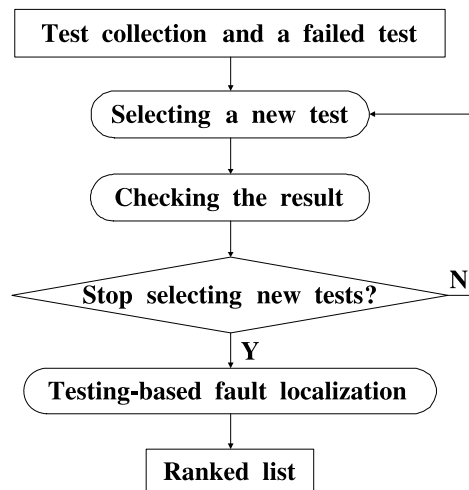 Test collection and a failed test
Selecting a new test
Checking the result
Stop selecting new tests?
N
Y
Testing-based fault localization
Ranked list